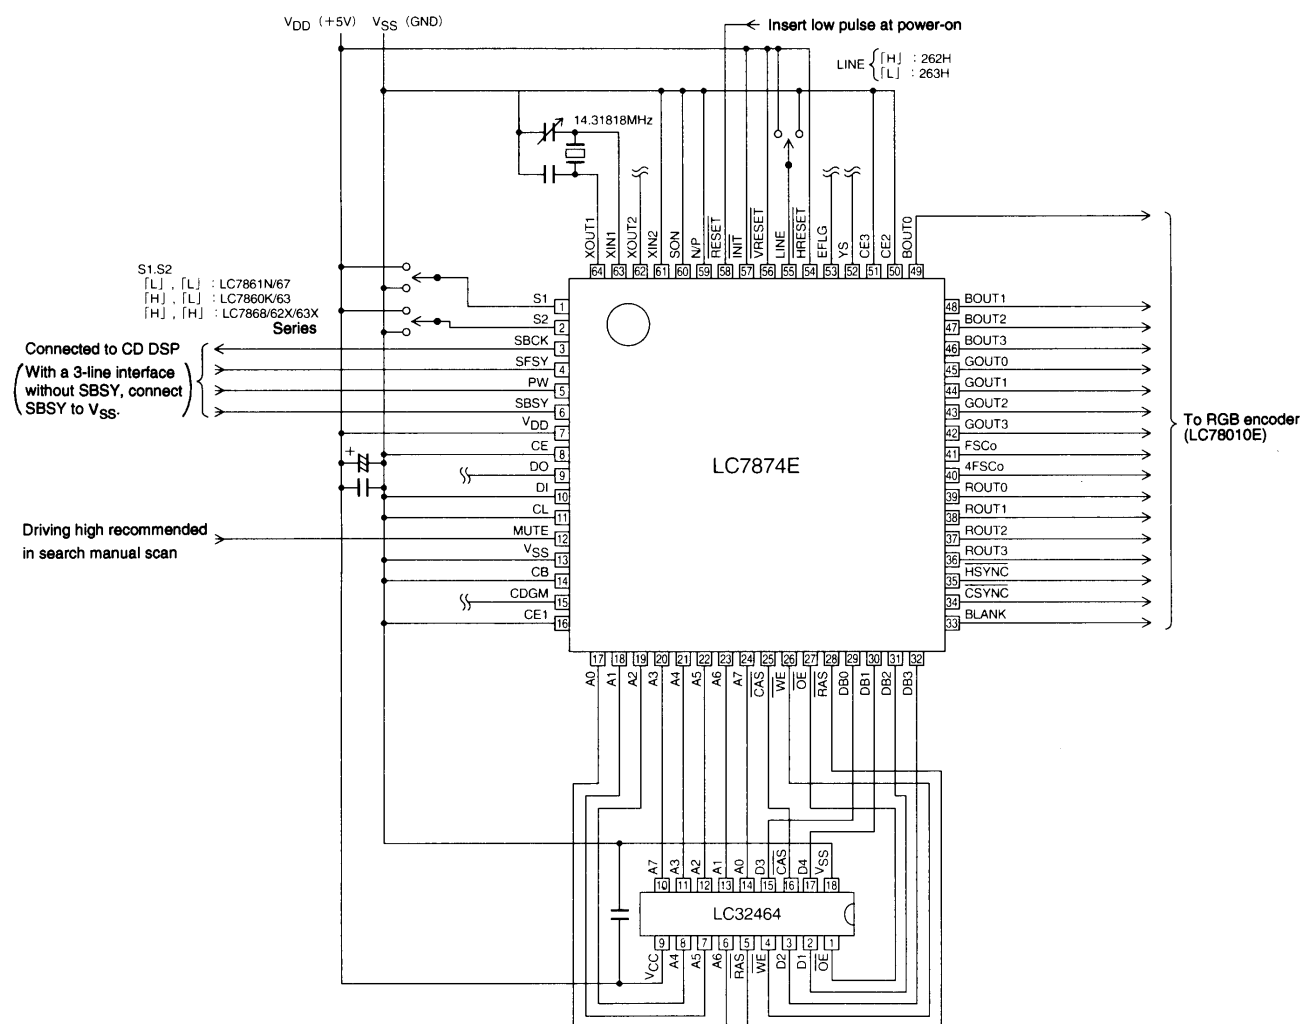 VDD (+5V) VSS (GND)
Insert low pulse at power-on
LINE 「H」 : 262H
「L」 : 263H
14.31818MHz
XOUT1 XIN1 XOUT2 XIN2 SON N/P RESET INIT VRESET LINE HRESET EFLG YS CE3 CE2 BOUT0
64 63 62 61 60 59 58 57 56 55 54 53 52 51 50 49
S1.S2
「L」 , 「L」 : LC7861N/67
「H」 , 「L」 : LC7860K/63
「H」 , 「H」 : LC7868/62X/63X
Series
Connected to CD DSP
(With a 3-line interface
without SBSY, connect
SBSY to VSS.)
Driving high recommended
in search manual scan
S1 1
S2 2
SBCK 3
SFSY 4
PW 5
SBSY 6
VDD 7
+
CE 8
DO 9
DI 10
CL 11
MUTE 12
VSS 13
CB 14
CDGM 15
CE1 16
LC7874E
48 BOUT1
47 BOUT2
46 BOUT3
45 GOUT0
44 GOUT1
43 GOUT2
42 GOUT3
41 FSCo
40 4FSCo
39 ROUT0
38 ROUT1
37 ROUT2
36 ROUT3
35 HSYNC
34 CSYNC
33 BLANK
To RGB encoder
(LC78010E)
17 18 19 20 21 22 23 24 25 26 27 28 29 30 31 32
A0 A1 A2 A3 A4 A5 A6 A7 CAS WE OE RAS DB0 DB1 DB2 DB3
A7 A3 A2 A1 A0 D3 CAS D4 VSS
10 11 12 13 14 15 16 17 18
LC32464
9 8 7 6 5 4 3 2 1
VCC A4 A5 A6 RAS WE D2 D1 OE